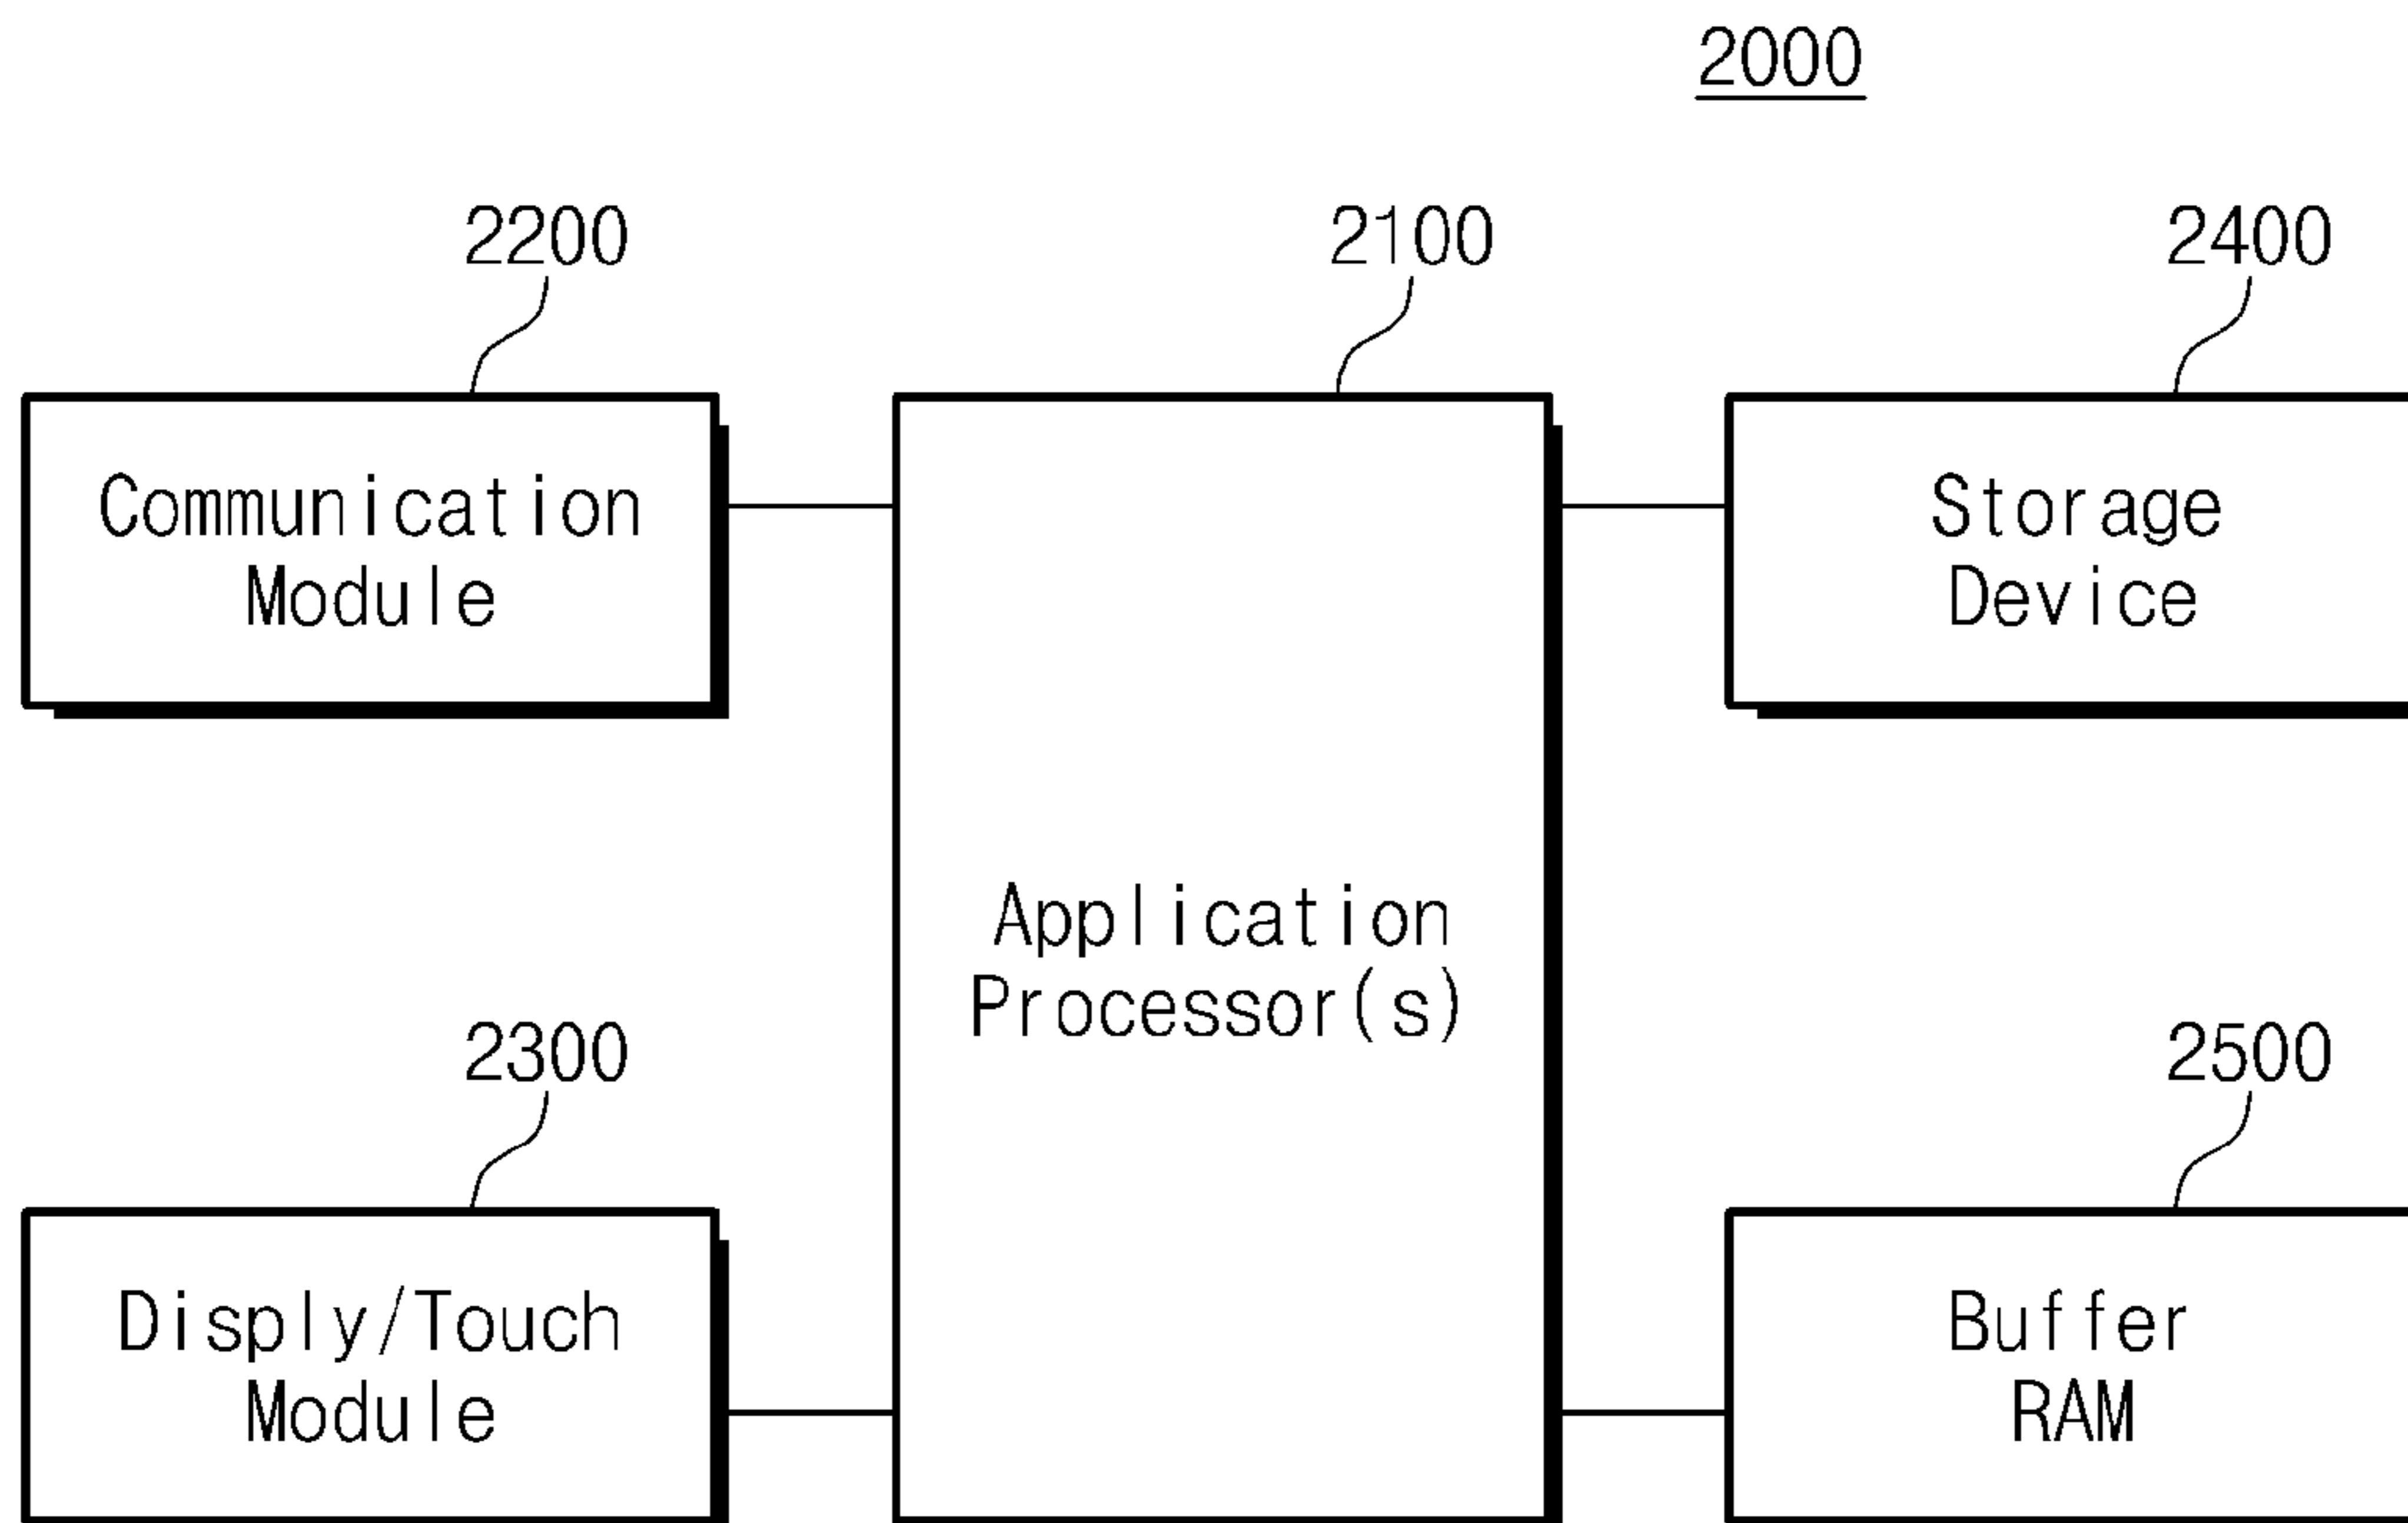 2000
2200
2100
2400
Communication
Module
Storage
Device
Application
Processor(s)
2300
2500
Disply/Touch
Module
Buffer
RAM